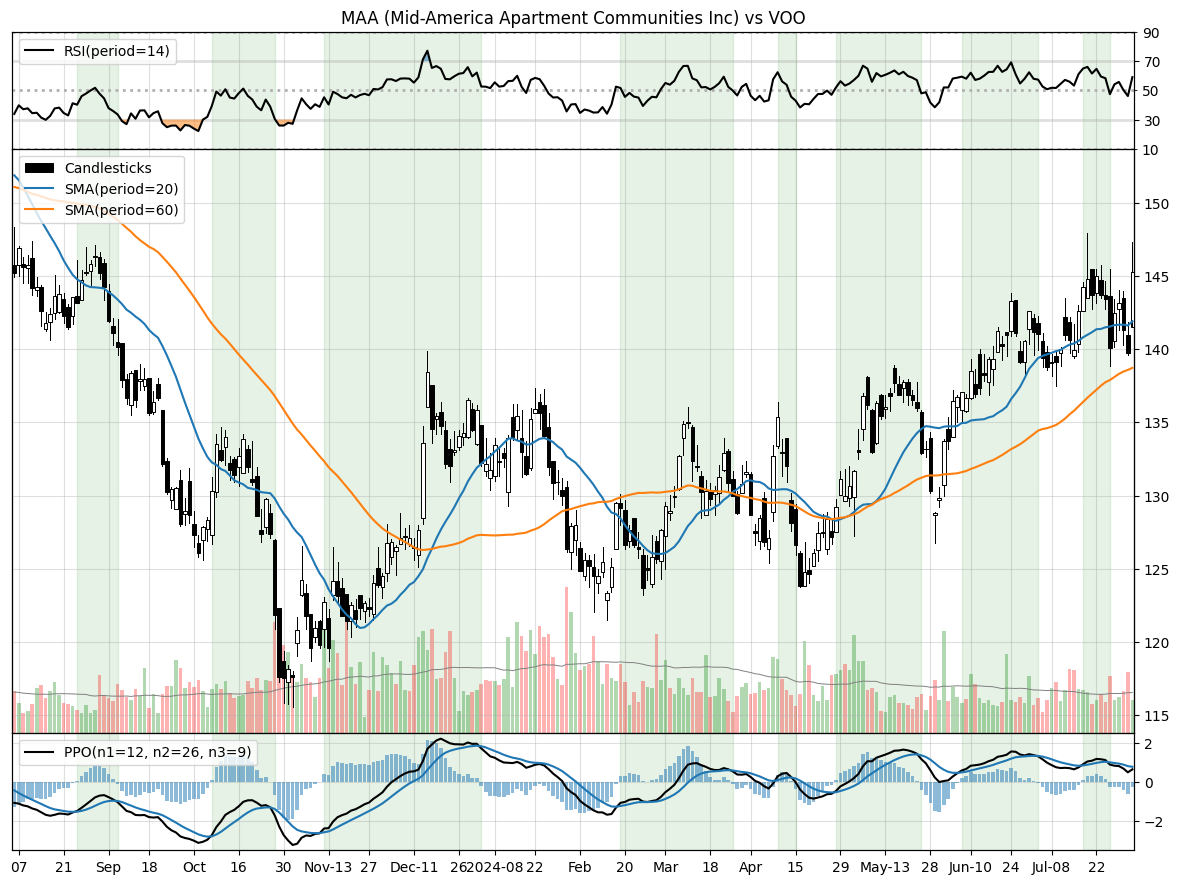 MAA (Mid-America Apartment Communities Inc) vs VOO
RSI(period=14)
90
70
50
30
10
Candlesticks
SMA(period=20)
SMA(period=60)
150
145
140
135
130
125
120
115
PPO(n1=12, n2=26, n3=9)
2
0
−2
07 21 Sep 18 Oct 16 30 Nov-13 27 Dec-11 26 2024-08 22 Feb 20 Mar 18 Apr 15 29 May-13 28 Jun-10 24 Jul-08 22